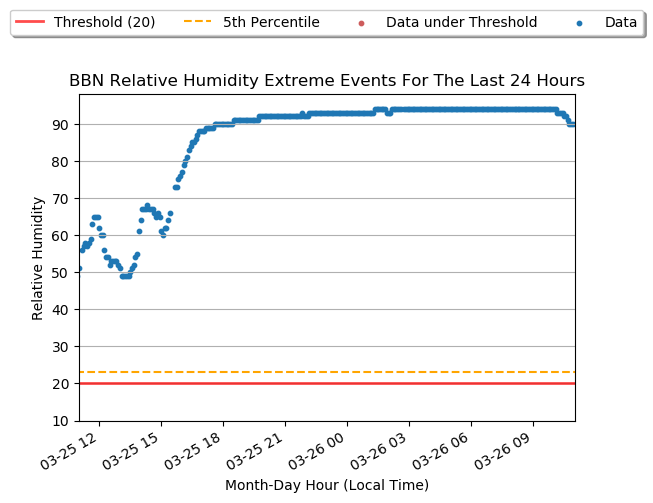 Threshold (20) 5th Percentile Data under Threshold Data
BBN Relative Humidity Extreme Events For The Last 24 Hours
Relative Humidity
90
80
70
60
50
40
30
20
10
03-25 12 03-25 15 03-25 18 03-25 21 03-26 00 03-26 03 03-26 06 03-26 09
Month-Day Hour (Local Time)